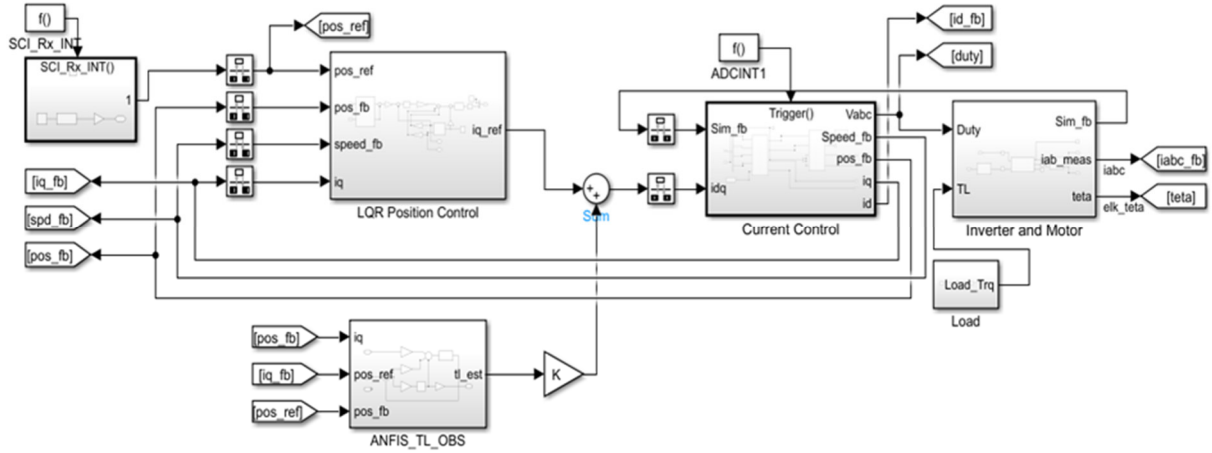 f()
SCI_Rx_INT
SCI_Rx_INT()
1
[pos_ref]
pos_ref
pos_fb
speed_fb
iq
iq_ref
LQR Position Control
[iq_fb]
[spd_fb]
[pos_fb]
Sum
f()
ADCINT1
Trigger()
Sim_fb
idq
Vabc
Speed_fb
pos_fb
iq
id
Current Control
[id_fb]
[duty]
Duty
TL
Sim_fb
iab_meas
teta
Inverter and Motor
iabc
elk_teta
[iabc_fb]
[teta]
Load_Trq
Load
[pos_fb]
[iq_fb]
[pos_ref]
iq
pos_ref
pos_fb
tl_est
ANFIS_TL_OBS
K